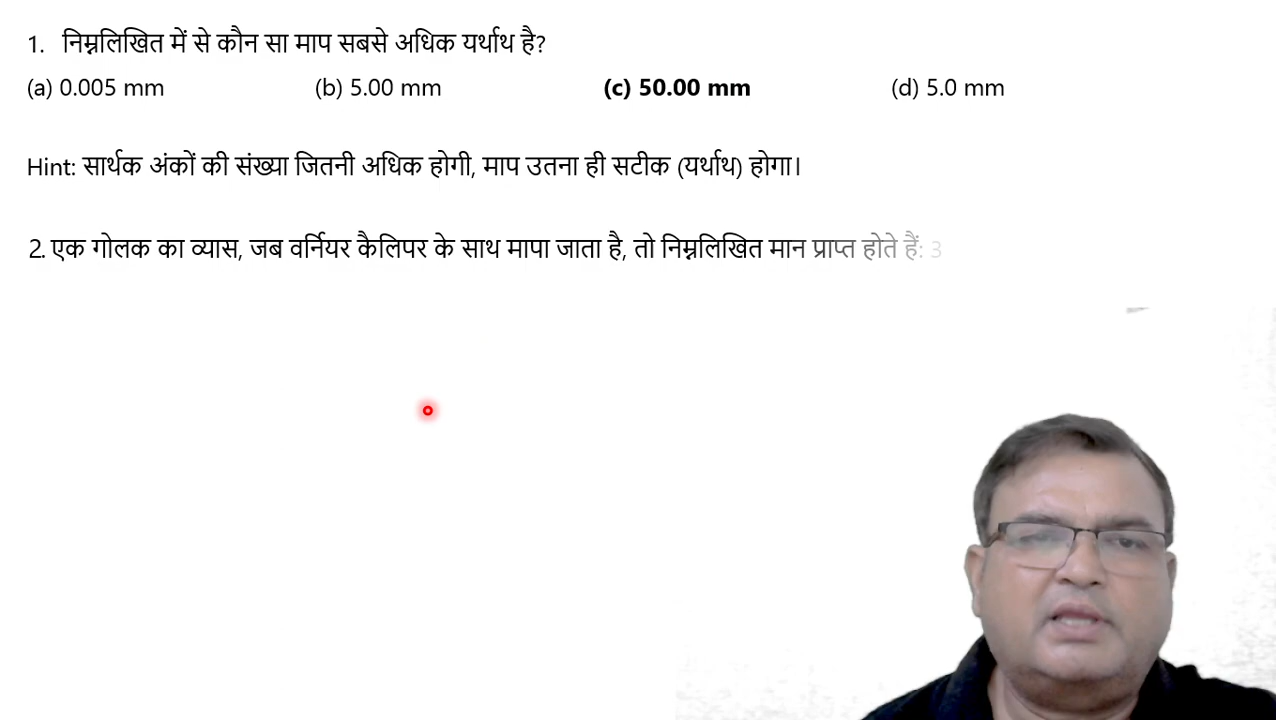 1. निम्नलिखित में से कौन सा माप सबसे अधिक यर्थाथ है?
(a) 0.005 mm (b) 5.00 mm (c) 50.00 mm (d) 5.0 mm
Hint: सार्थक अंकों की संख्या जितनी अधिक होगी, माप उतना ही सटीक (यर्थाथ) होगा।
2. एक गोलक का व्यास, जब वर्नियर कैलिपर के साथ मापा जाता है, तो निम्नलिखित मान प्राप्त होते हैं: 3